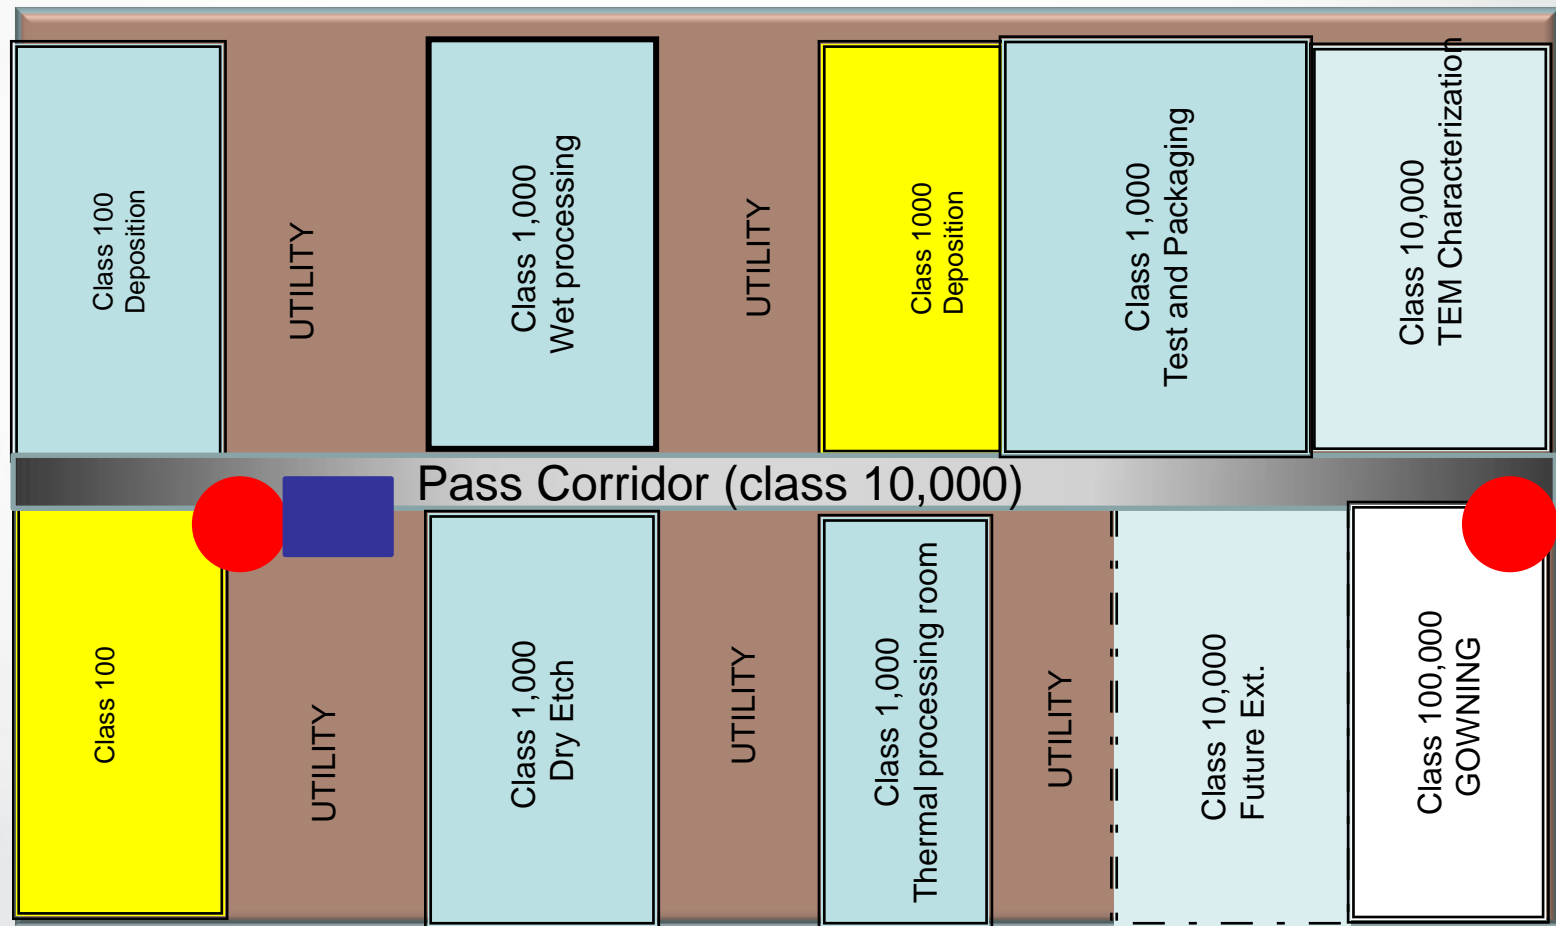 Class 100
Deposition
UTILITY
Class 1,000
Wet processing
UTILITY
Class 1000
Deposition
Class 1,000
Test and Packaging
Class 10,000
TEM Characterization
Pass Corridor (class 10,000)
Class 100
UTILITY
Class 1,000
Dry Etch
UTILITY
Class 1,000
Thermal processing room
UTILITY
Class 10,000
Future Ext.
Class 100,000
GOWNING